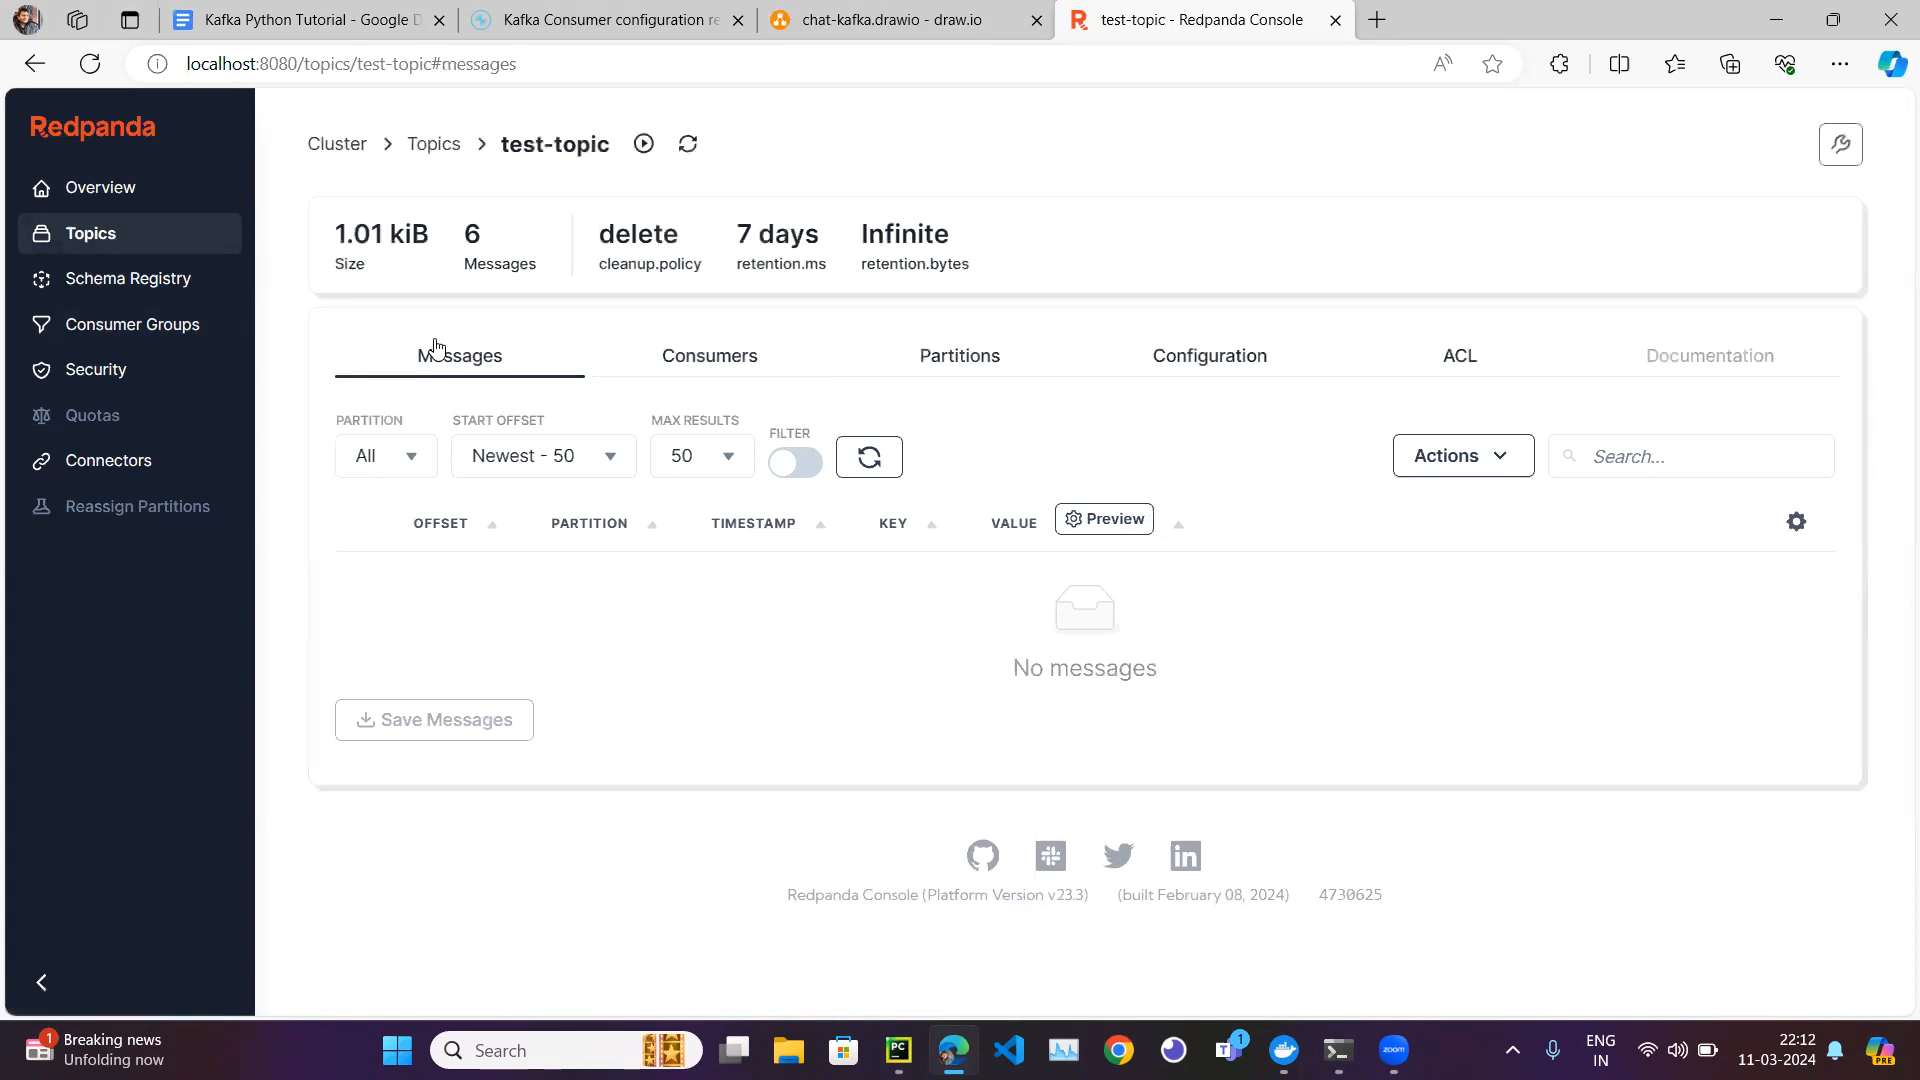 Kafka Python Tutorial - Google D
Kafka Consumer configuration re
chat-kafka.drawio - draw.io
test-topic - Redpanda Console
localhost:8080/topics/test-topic#messages
Redpanda
Overview
Topics
Schema Registry
Consumer Groups
Security
Quotas
Connectors
Reassign Partitions
Cluster > Topics > test-topic
1.01 kiB 6 delete 7 days Infinite
Size Messages cleanup.policy retention.ms retention.bytes
Messages Consumers Partitions Configuration ACL Documentation
PARTITION START OFFSET MAX RESULTS FILTER
All Newest - 50 50 Actions Search...
OFFSET PARTITION TIMESTAMP KEY VALUE Preview
No messages
Save Messages
Redpanda Console (Platform Version v23.3) (built February 08, 2024) 4730625
1 Breaking news
Unfolding now
Search
PC
T
1
zoom
ENG
IN
22:12
11-03-2024
PRE